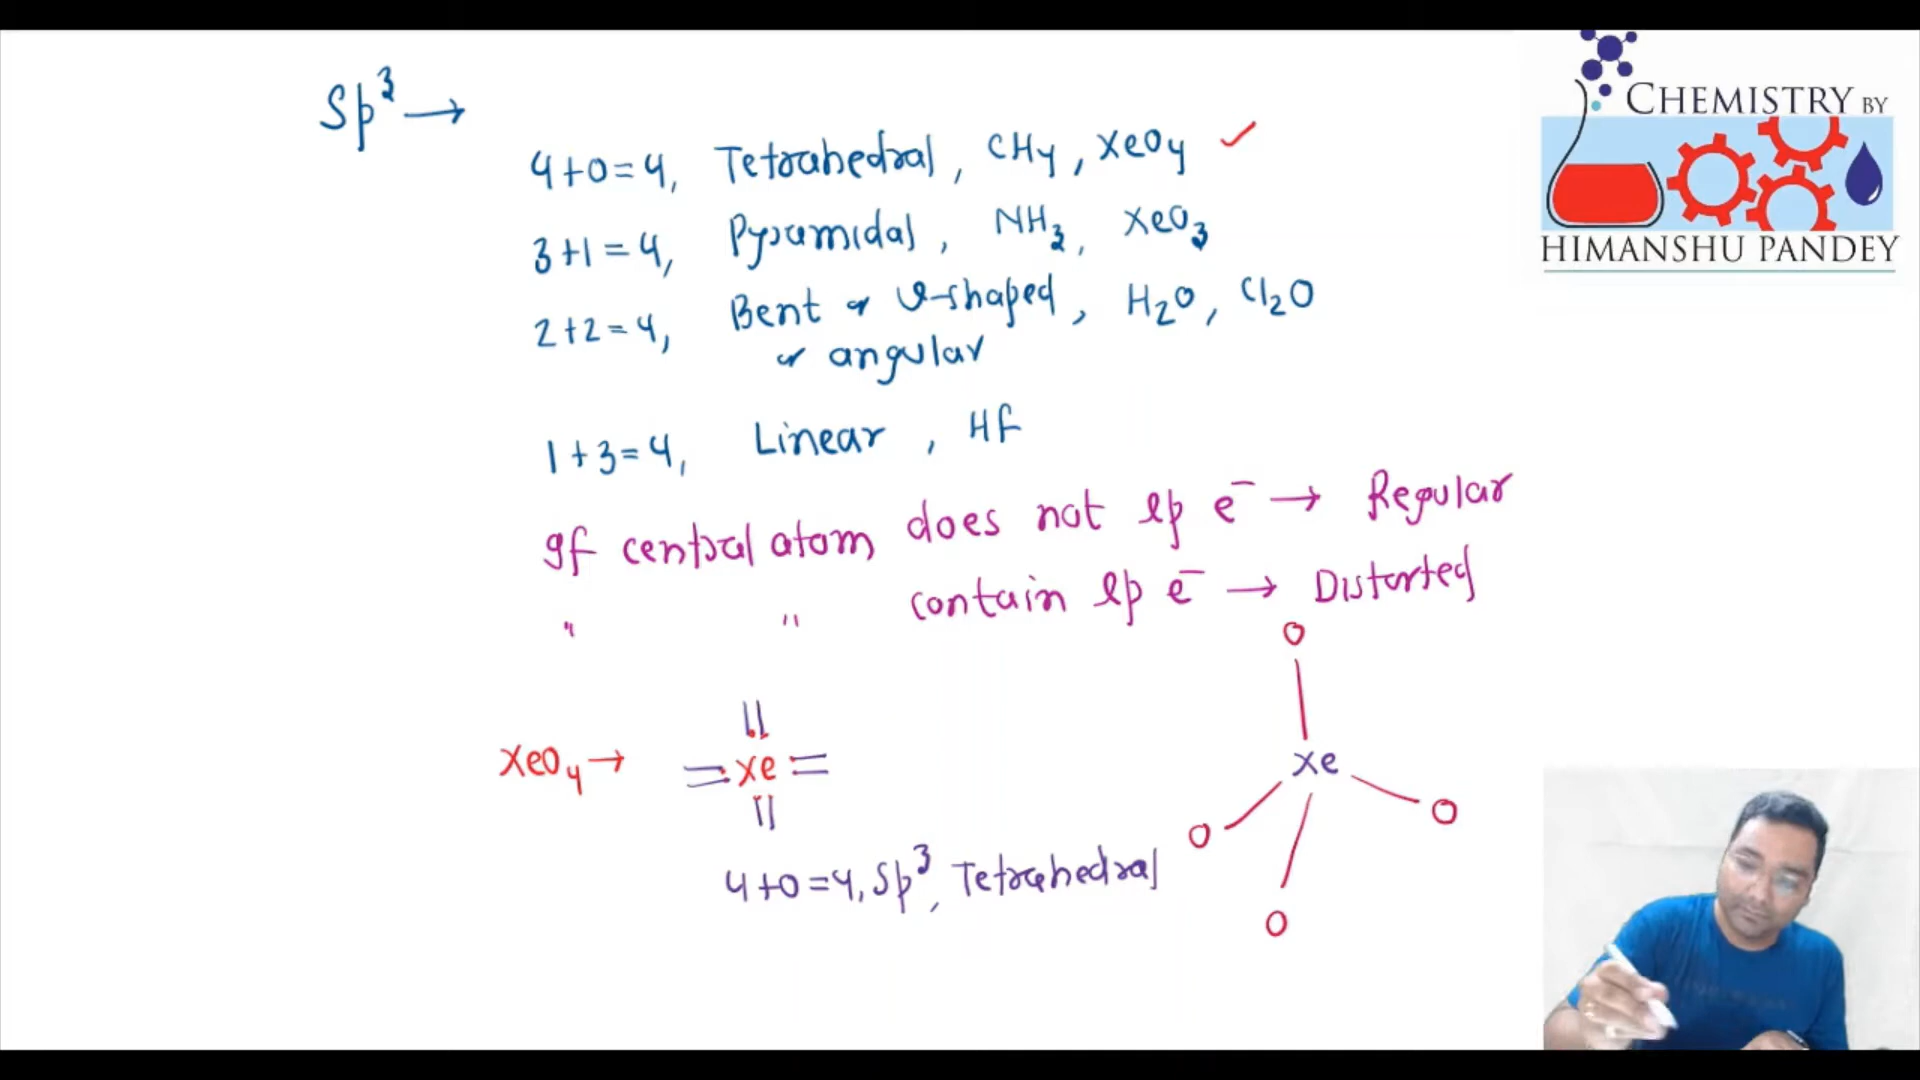 Sp³ →
4+0=4, Tetrahedral, CH₄, XeO₄ ✓
3+1=4, Pyramidal, NH₃, XeO₃
2+2=4, Bent or V-shaped, H₂O, Cl₂O
or angular
1+3=4, Linear, HF
If central atom does not lp e⁻ → Regular
" " contain lp e⁻ → Distorted
XeO₄ → =Xe=
4+0=4, Sp³, Tetrahedral
O
Xe
O O
O
CHEMISTRY BY
HIMANSHU PANDEY